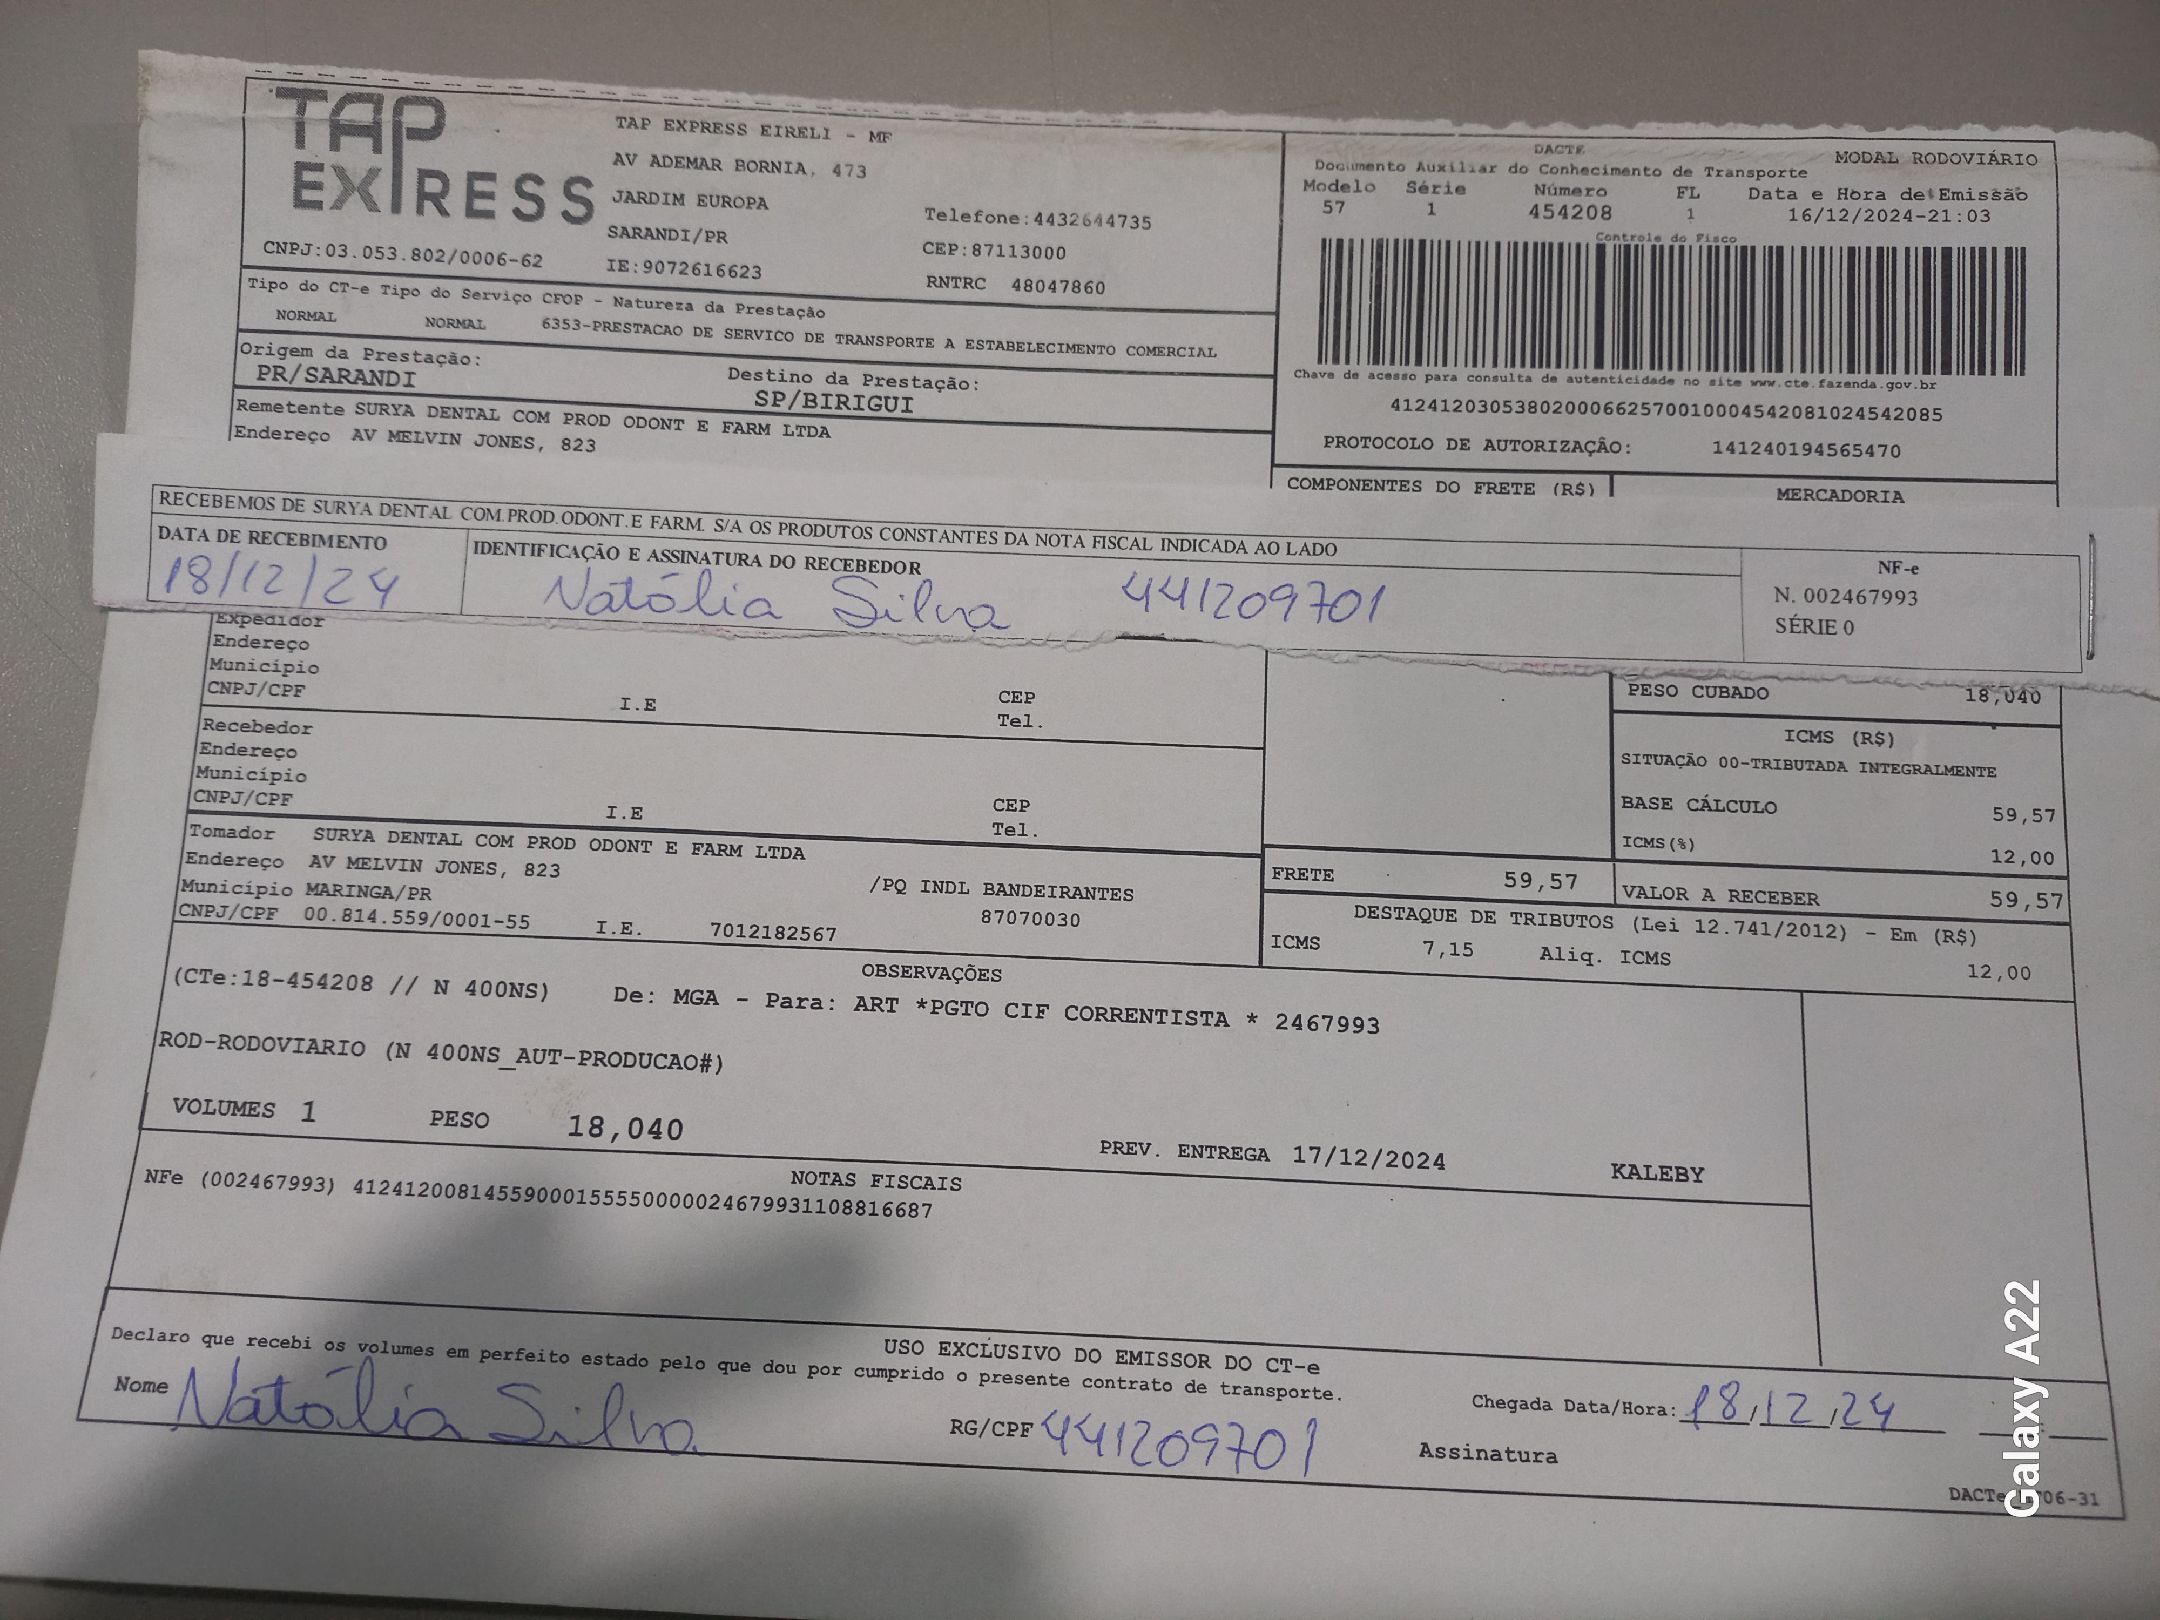 TAP EXPRESS
TAP EXPRESS EIRELI - MF
AV ADEMAR BORNIA, 473
JARDIM EUROPA
SARANDI/PR
Telefone:4432644735
CEP:87113000
CNPJ:03.053.802/0006-62
IE:9072616623
RNTRC 48047860
DACTE
MODAL RODOVIÁRIO
Documento Auxiliar do Conhecimento de Transporte
Modelo Série Número FL Data e Hora de Emissão
57 1 454208 1 16/12/2024-21:03
Controle do Fisco
Chave de acesso para consulta de autenticidade no site www.cte.fazenda.gov.br
41241203053802000662570010004542081024542085
PROTOCOLO DE AUTORIZAÇÃO: 141240194565470
Tipo do CT-e Tipo do Serviço CFOP - Natureza da Prestação
NORMAL NORMAL 6353-PRESTACAO DE SERVICO DE TRANSPORTE A ESTABELECIMENTO COMERCIAL
Origem da Prestação:
PR/SARANDI
Destino da Prestação:
SP/BIRIGUI
Remetente SURYA DENTAL COM PROD ODONT E FARM LTDA
Endereço AV MELVIN JONES, 823
COMPONENTES DO FRETE (R$)
MERCADORIA
RECEBEMOS DE SURYA DENTAL COM.PROD.ODONT.E FARM. S/A OS PRODUTOS CONSTANTES DA NOTA FISCAL INDICADA AO LADO
DATA DE RECEBIMENTO
18/12/24
IDENTIFICAÇÃO E ASSINATURA DO RECEBEDOR
Natólia Silva 441209701
NF-e
N. 002467993
SÉRIE 0
Expedidor
Endereço
Município
CNPJ/CPF I.E CEP
Tel.
Recebedor
Endereço
Município
CNPJ/CPF I.E CEP
Tel.
PESO CUBADO 18,040
ICMS (R$)
SITUAÇÃO 00-TRIBUTADA INTEGRALMENTE
BASE CÁLCULO 59,57
ICMS(%) 12,00
Tomador SURYA DENTAL COM PROD ODONT E FARM LTDA
Endereço AV MELVIN JONES, 823
/PQ INDL BANDEIRANTES
Município MARINGA/PR
87070030
CNPJ/CPF 00.814.559/0001-55 I.E. 7012182567
FRETE 59,57
VALOR A RECEBER 59,57
DESTAQUE DE TRIBUTOS (Lei 12.741/2012) - Em (R$)
ICMS 7,15 Aliq. ICMS 12,00
OBSERVAÇÕES
(CTe:18-454208 // N 400NS) De: MGA - Para: ART *PGTO CIF CORRENTISTA * 2467993
ROD-RODOVIARIO (N 400NS_AUT-PRODUCAO#)
VOLUMES 1 PESO 18,040
PREV. ENTREGA 17/12/2024 KALEBY
NOTAS FISCAIS
NFe (002467993) 41241200814559000155550000024679931108816687
USO EXCLUSIVO DO EMISSOR DO CT-e
Declaro que recebi os volumes em perfeito estado pelo que dou por cumprido o presente contrato de transporte.
Nome Natólia Silva
RG/CPF 441209701
Chegada Data/Hora: 18/12/24
Assinatura
Galaxy A22